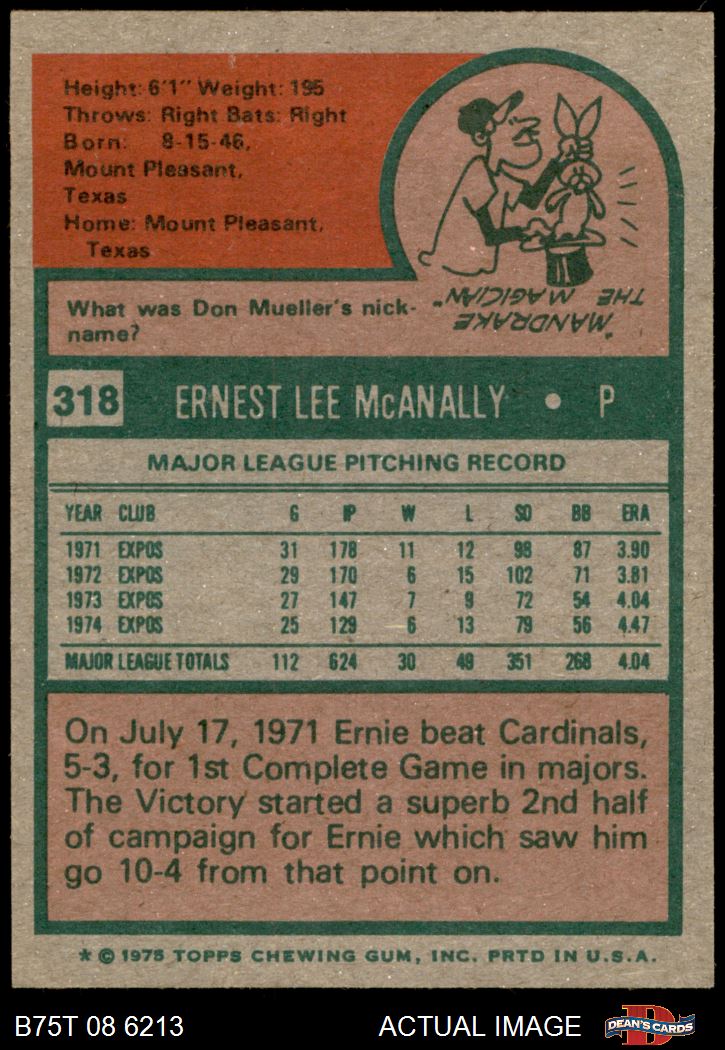 Height: 6'1" Weight: 195
Throws: Right Bats: Right
Born: 8-15-46,
Mount Pleasant,
Texas
Home: Mount Pleasant,
Texas
What was Don Mueller's nick-
name?
"MANDRAKE
THE MAGICIAN."
318 ERNEST LEE McANALLY • P
MAJOR LEAGUE PITCHING RECORD
YEAR CLUB G IP W L SO BB ERA
1971 EXPOS 31 178 11 12 98 87 3.90
1972 EXPOS 29 170 6 15 102 71 3.81
1973 EXPOS 27 147 7 9 72 54 4.04
1974 EXPOS 25 129 6 13 79 56 4.47
MAJOR LEAGUE TOTALS 112 624 30 49 351 268 4.04
On July 17, 1971 Ernie beat Cardinals,
5-3, for 1st Complete Game in majors.
The Victory started a superb 2nd half
of campaign for Ernie which saw him
go 10-4 from that point on.
* © 1975 TOPPS CHEWING GUM, INC. PRTD IN U.S.A.
B75T 08 6213 ACTUAL IMAGE D DEAN'S CARDS